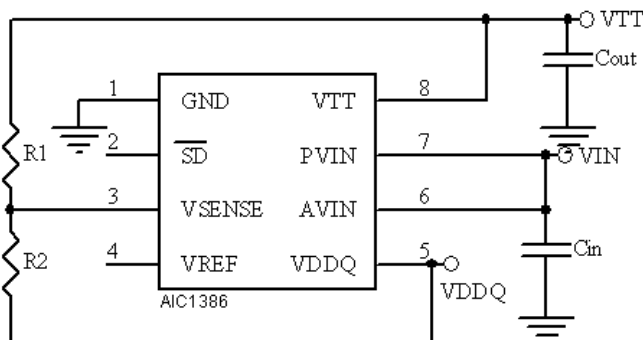 VTT
Cout
1 GND VTT 8
R1
2 SD PVIN 7 VIN
3 VSENSE AVIN 6
R2
4 VREF VDDQ 5
Cin
VDDQ
AIC1386